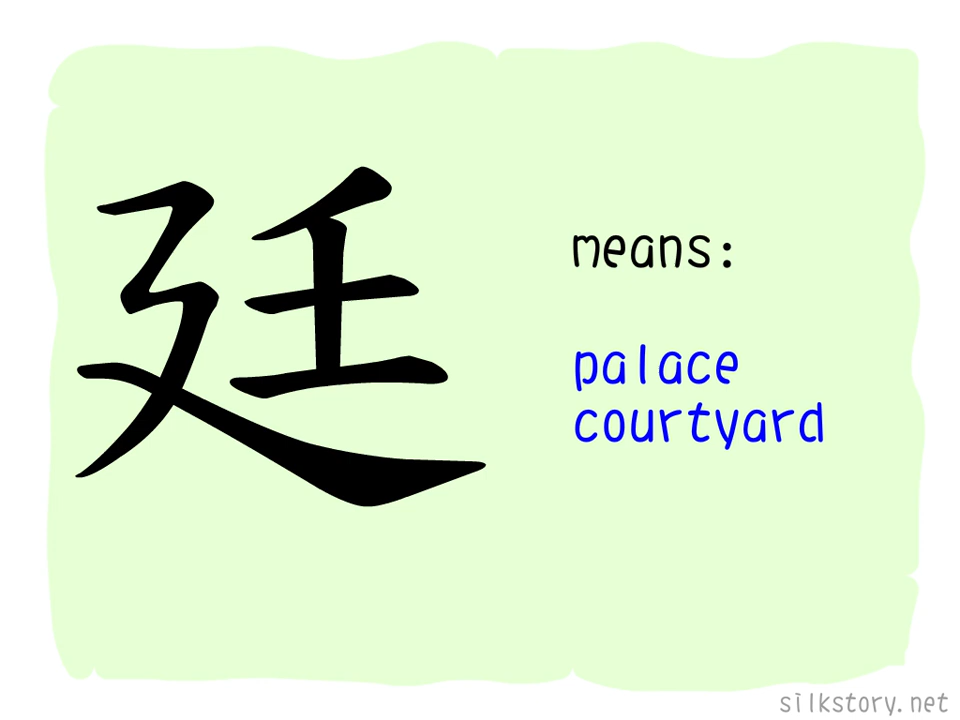 廷
means:
palace
courtyard
silkstory.net